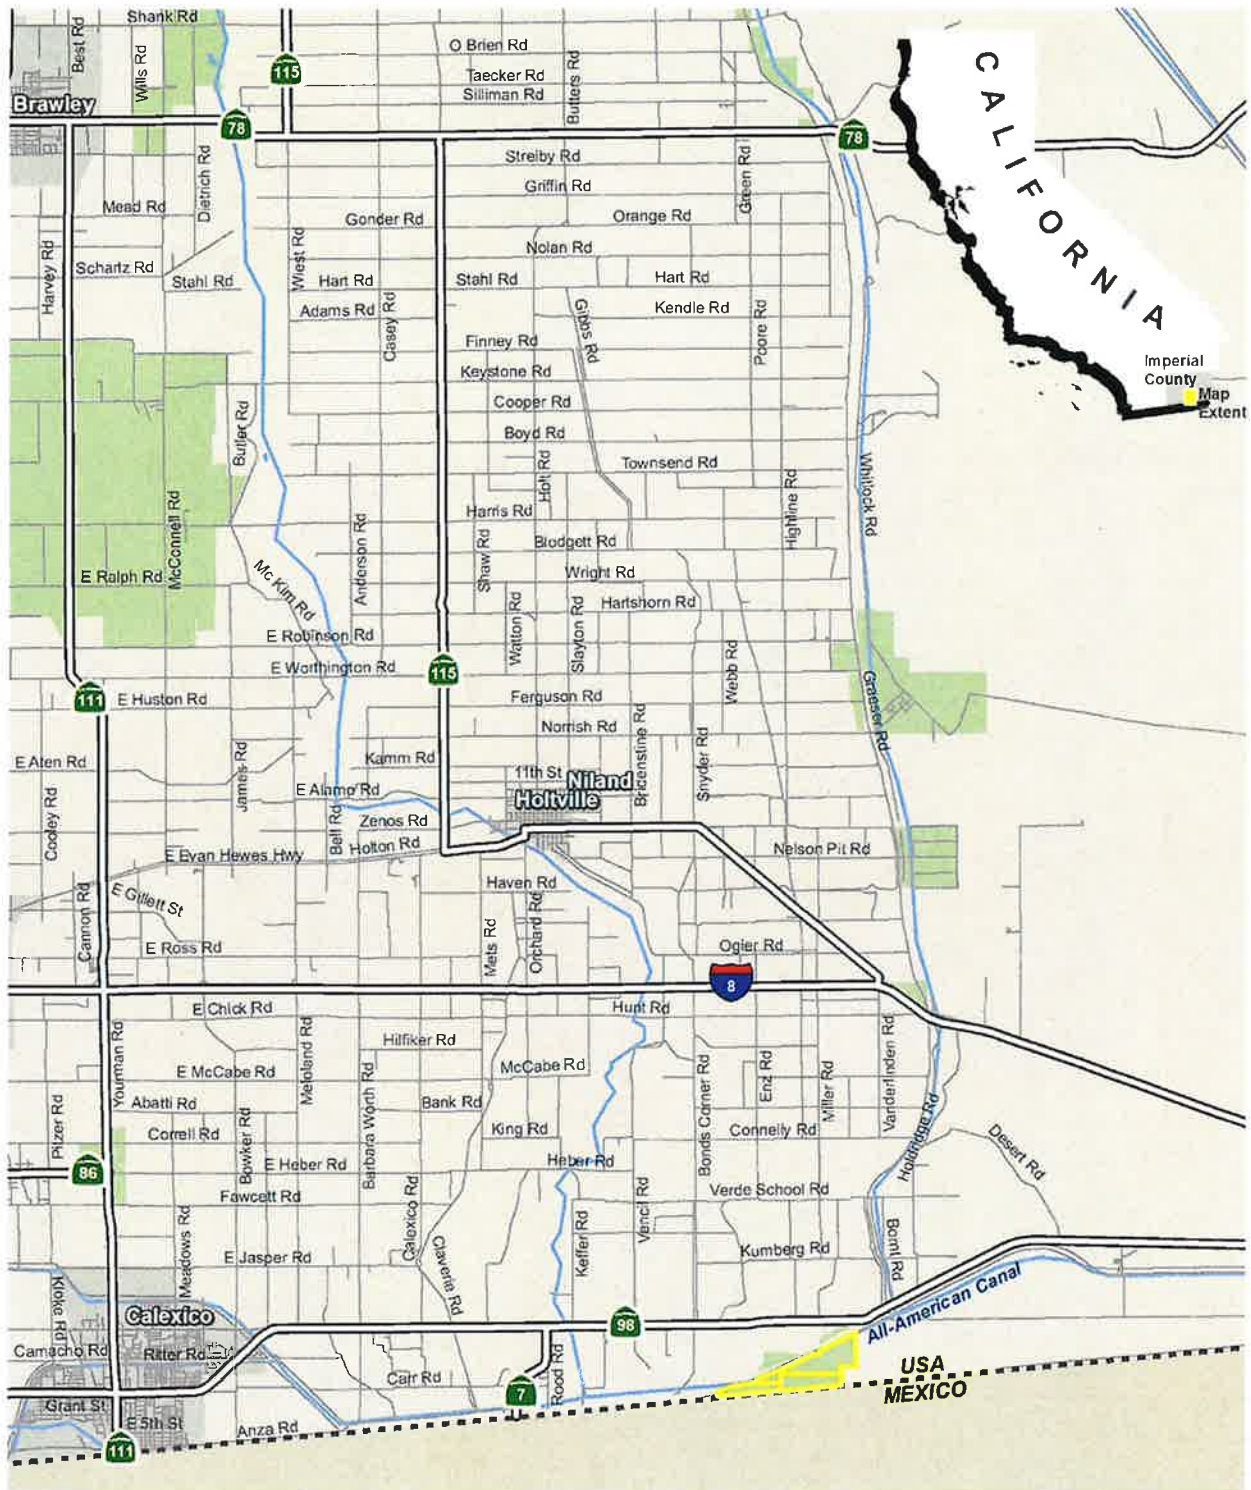 Shank Rd
Best Rd
Wills Rd
115
O Brien Rd
Taecker Rd
Silliman Rd
Butters Rd
CALIFORNIA
Brawley
78
78
Dietrich Rd
Streiby Rd
Griffin Rd
Green Rd
Mead Rd
Gonder Rd
Orange Rd
Harvey Rd
Schartz Rd
Stahl Rd
Wiest Rd
Hart Rd
Adams Rd
Casey Rd
Nolan Rd
Stahl Rd
Hart Rd
Gibbs Rd
Kendle Rd
Poore Rd
Finney Rd
Keystone Rd
Cooper Rd
Boyd Rd
Imperial
County
Map
Extent
Butler Rd
Holt Rd
Townsend Rd
Highline Rd
Whitlock Rd
McConnell Rd
Anderson Rd
Harris Rd
Shaw Rd
Blodgett Rd
E Ralph Rd
Mc Kim Rd
Wright Rd
Hartshorn Rd
Watton Rd
Slayton Rd
E Robinson Rd
E Worthington Rd
115
Webb Rd
111
E Huston Rd
Ferguson Rd
Norrish Rd
Graeser Rd
Bridenstine Rd
Snyder Rd
E Aten Rd
James Rd
Kamm Rd
11th St
Niland
Holtville
E Alamo Rd
Cooley Rd
Bell Rd
Zenos Rd
Holton Rd
E Evan Hewes Hwy
Nelson Pit Rd
E Gillett St
Cannon Rd
Haven Rd
Orchard Rd
Mets Rd
E Ross Rd
Ogier Rd
8
E Chick Rd
Hunt Rd
Yourman Rd
Meloland Rd
Hilfiker Rd
McCabe Rd
E McCabe Rd
Barbara Worth Rd
Bonds Corner Rd
Enz Rd
Miller Rd
Vanderlinden Rd
Abatti Rd
Bank Rd
Pitzer Rd
Correll Rd
Bowker Rd
King Rd
Connelly Rd
Holdridge Rd
Desert Rd
86
E Heber Rd
Heber Rd
Fawcett Rd
Verde School Rd
Calexico Rd
Vencil Rd
Meadows Rd
Keffer Rd
E Jasper Rd
Claverie Rd
Kumberg Rd
Bornt Rd
Kloke Rd
Calexico
98
All-American Canal
Camacho Rd
Ritter Rd
Carr Rd
7
Rood Rd
USA
MEXICO
Grant St
E 5th St
Anza Rd
111